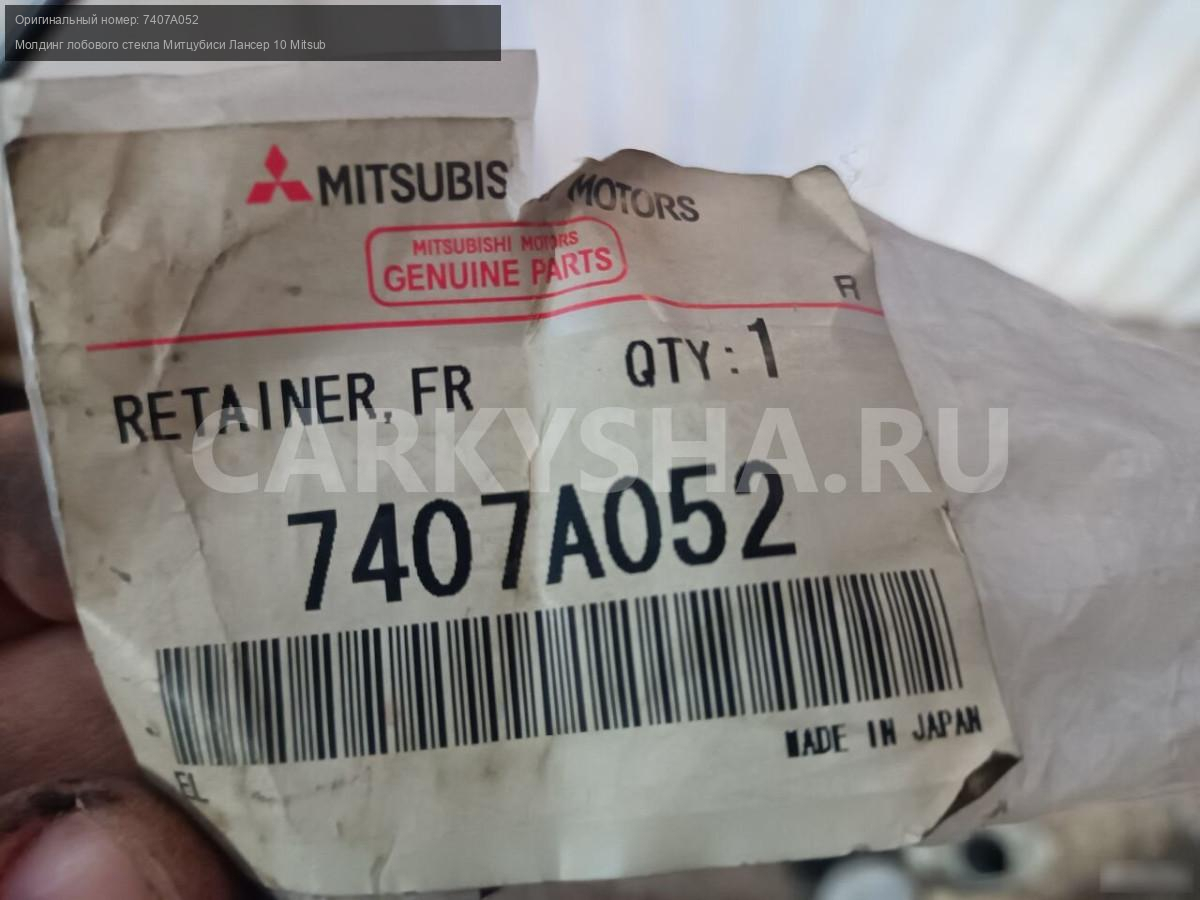 Оригинальный номер: 7407A052
Молдинг лобового стекла Митцубиси Лансер 10 Mitsub
MITSUBIS MOTORS
MITSUBISHI MOTORS
GENUINE PARTS
R
RETAINER, FR QTY: 1
CARKYSHA.RU
7407A052
MADE IN JAPAN
EL